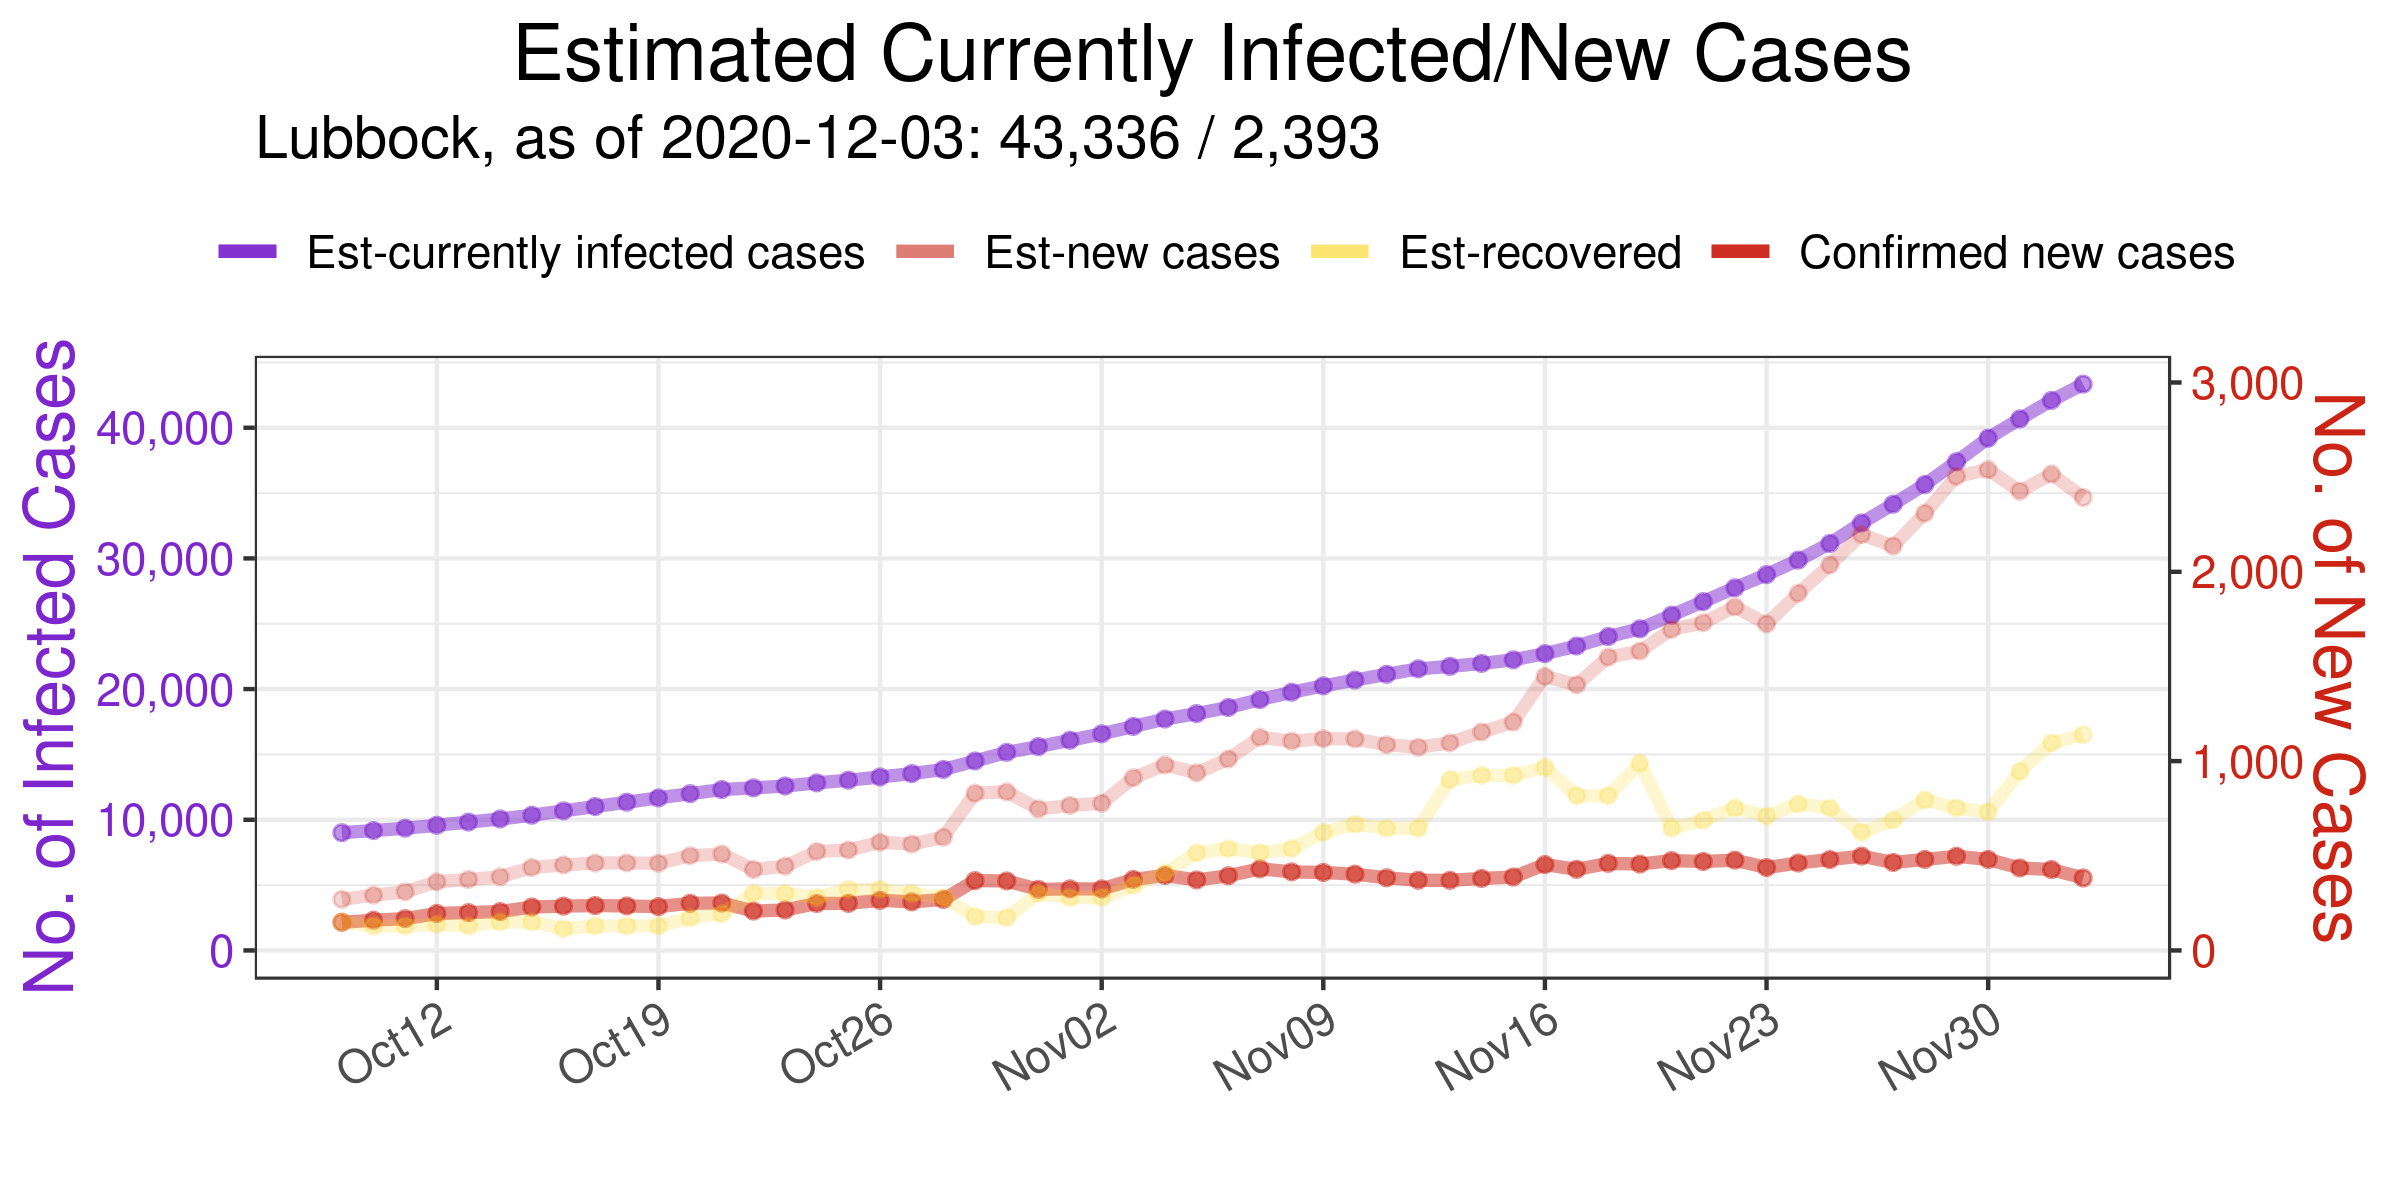 Estimated Currently Infected/New Cases
Lubbock, as of 2020-12-03: 43,336 / 2,393
Est-currently infected cases Est-new cases Est-recovered Confirmed new cases
No. of Infected Cases
40,000
30,000
20,000
10,000
0
3,000
2,000
1,000
0
No. of New Cases
Oct12 Oct19 Oct26 Nov02 Nov09 Nov16 Nov23 Nov30